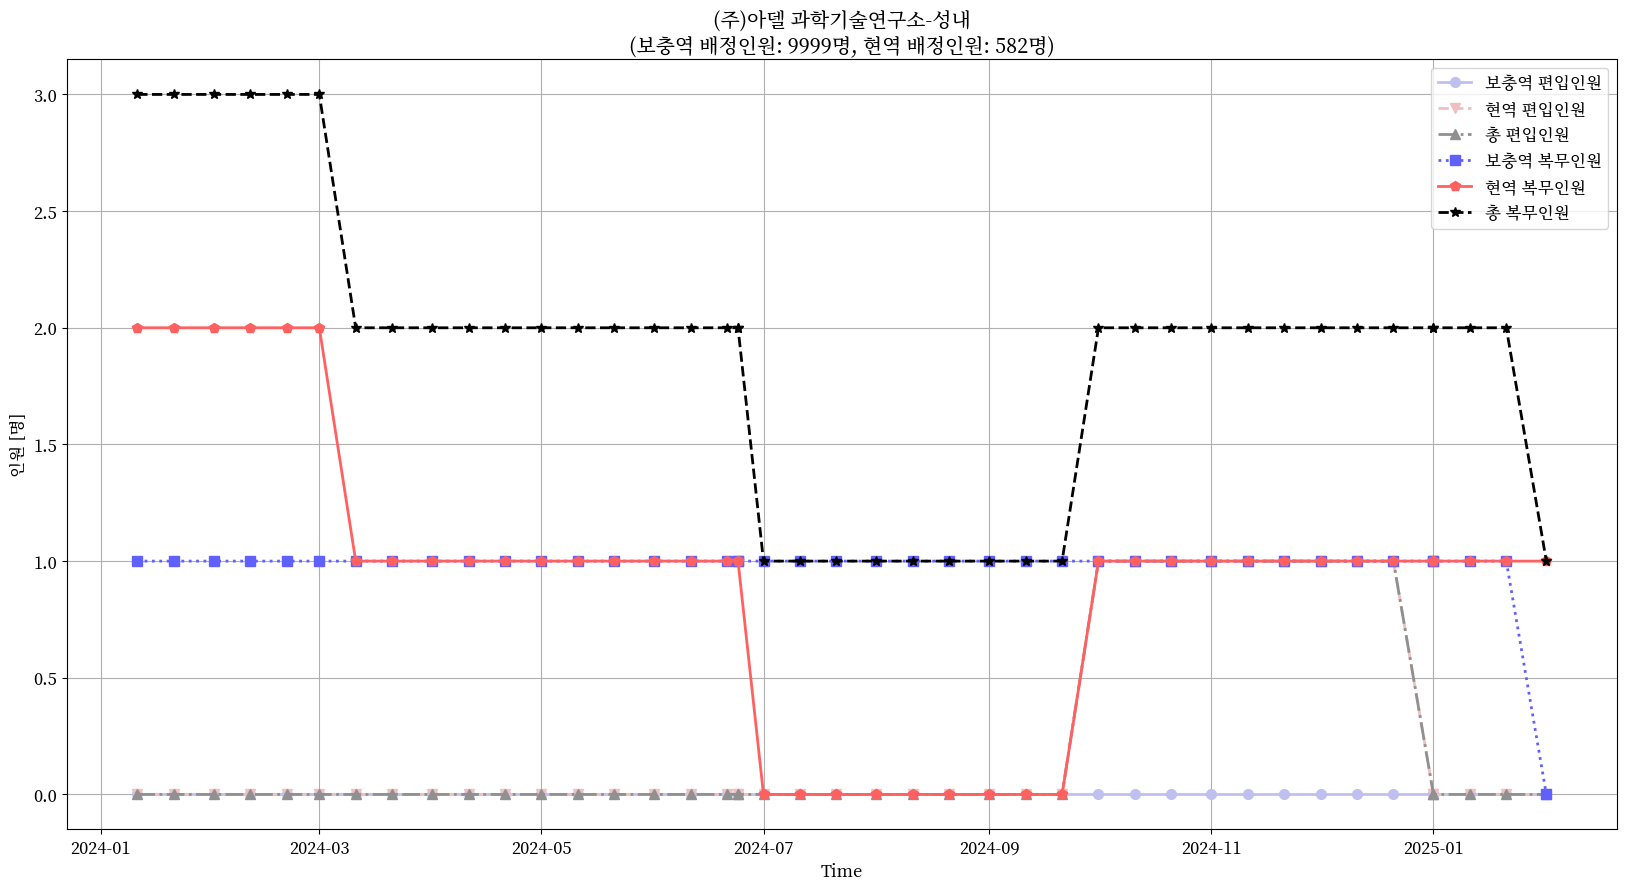 (주)아델 과학기술연구소-성내
(보충역 배정인원: 9999명, 현역 배정인원: 582명)
보충역 편입인원
현역 편입인원
총 편입인원
보충역 복무인원
현역 복무인원
총 복무인원
인원 [명]
3.0
2.5
2.0
1.5
1.0
0.5
0.0
2024-01
2024-03
2024-05
2024-07
2024-09
2024-11
2025-01
Time